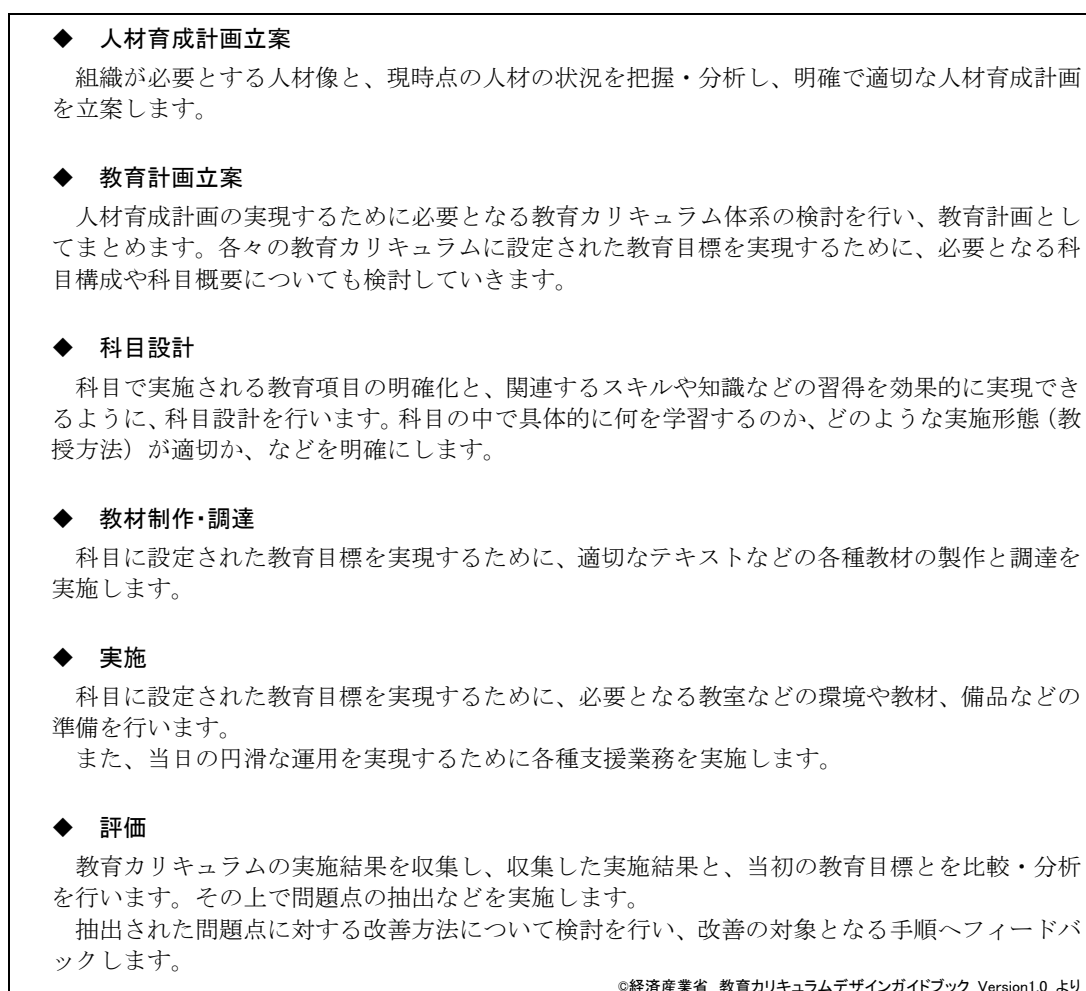 ◆ 人材育成計画立案
組織が必要とする人材像と、現時点の人材の状況を把握・分析し、明確で適切な人材育成計画
を立案します。
◆ 教育計画立案
人材育成計画の実現するために必要となる教育カリキュラム体系の検討を行い、教育計画とし
てまとめます。各々の教育カリキュラムに設定された教育目標を実現するために、必要となる科
目構成や科目概要についても検討していきます。
◆ 科目設計
科目で実施される教育項目の明確化と、関連するスキルや知識などの習得を効果的に実現でき
るように、科目設計を行います。科目の中で具体的に何を学習するのか、どのような実施形態（教
授方法）が適切か、などを明確にします。
◆ 教材制作・調達
科目に設定された教育目標を実現するために、適切なテキストなどの各種教材の製作と調達を
実施します。
◆ 実施
科目に設定された教育目標を実現するために、必要となる教室などの環境や教材、備品などの
準備を行います。
また、当日の円滑な運用を実現するために各種支援業務を実施します。
◆ 評価
教育カリキュラムの実施結果を収集し、収集した実施結果と、当初の教育目標とを比較・分析
を行います。その上で問題点の抽出などを実施します。
抽出された問題点に対する改善方法について検討を行い、改善の対象となる手順へフィードバ
ックします。
©経済産業省 教育カリキュラムデザインガイドブック Version1.0 より